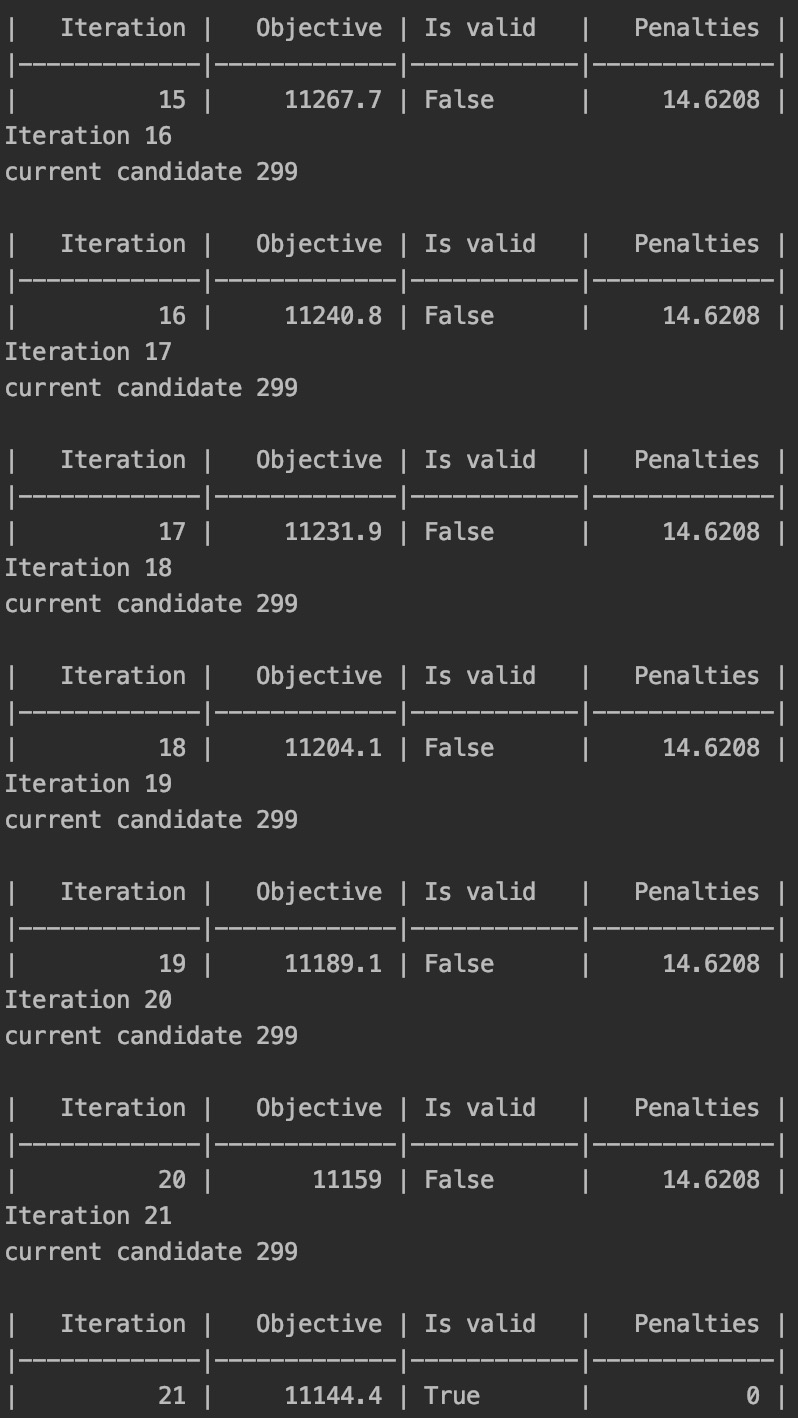 |   Iteration |   Objective | Is valid   |   Penalties |
|-------------|-------------|------------|-------------|
|          15 |     11267.7 | False      |     14.6208 |
Iteration 16
current candidate 299
|   Iteration |   Objective | Is valid   |   Penalties |
|-------------|-------------|------------|-------------|
|          16 |     11240.8 | False      |     14.6208 |
Iteration 17
current candidate 299
|   Iteration |   Objective | Is valid   |   Penalties |
|-------------|-------------|------------|-------------|
|          17 |     11231.9 | False      |     14.6208 |
Iteration 18
current candidate 299
|   Iteration |   Objective | Is valid   |   Penalties |
|-------------|-------------|------------|-------------|
|          18 |     11204.1 | False      |     14.6208 |
Iteration 19
current candidate 299
|   Iteration |   Objective | Is valid   |   Penalties |
|-------------|-------------|------------|-------------|
|          19 |     11189.1 | False      |     14.6208 |
Iteration 20
current candidate 299
|   Iteration |   Objective | Is valid   |   Penalties |
|-------------|-------------|------------|-------------|
|          20 |       11159 | False      |     14.6208 |
Iteration 21
current candidate 299
|   Iteration |   Objective | Is valid   |   Penalties |
|-------------|-------------|------------|-------------|
|          21 |     11144.4 | True       |           0 |